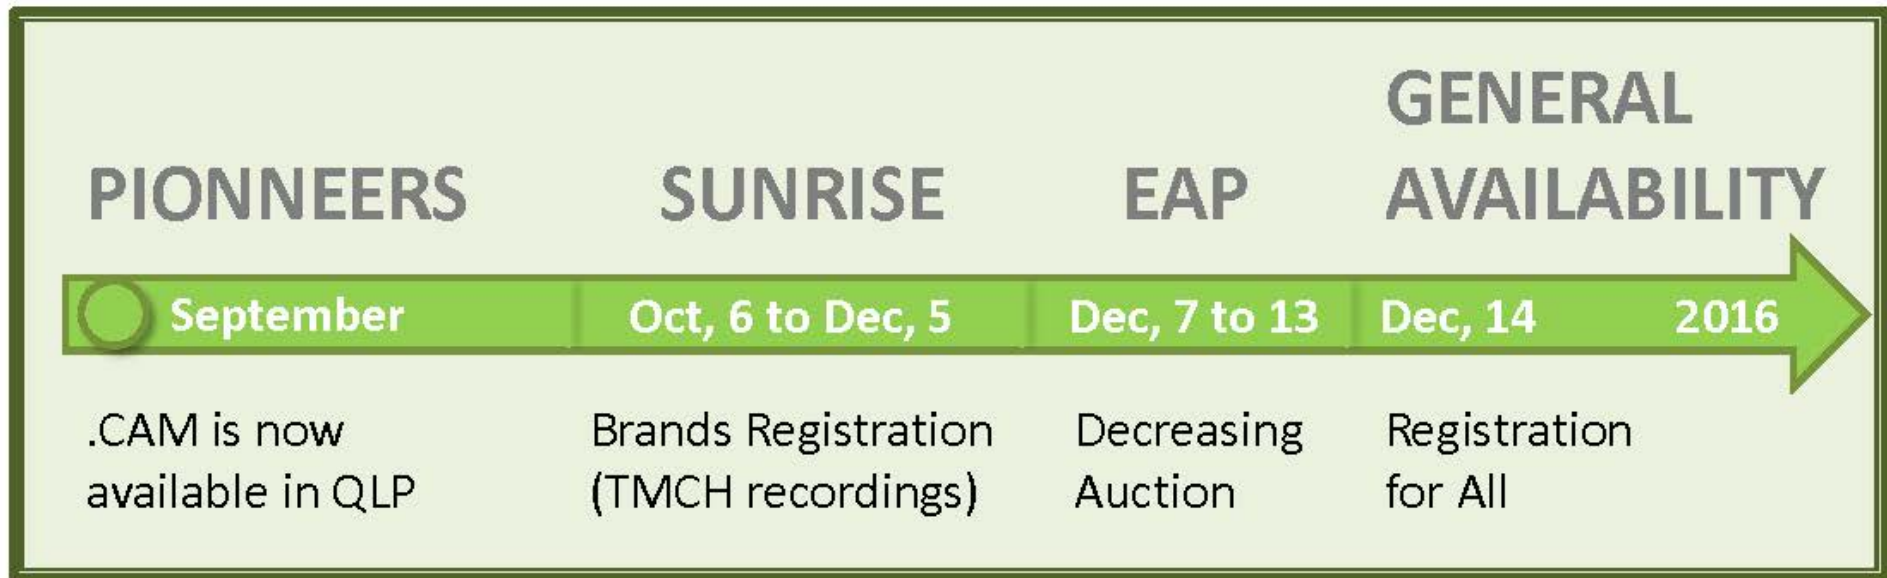 PIONNEERS
SUNRISE
EAP
GENERAL
AVAILABILITY
September
Oct, 6 to Dec, 5
Dec, 7 to 13
Dec, 14
2016
.CAM is now
available in QLP
Brands Registration
(TMCH recordings)
Decreasing
Auction
Registration
for All